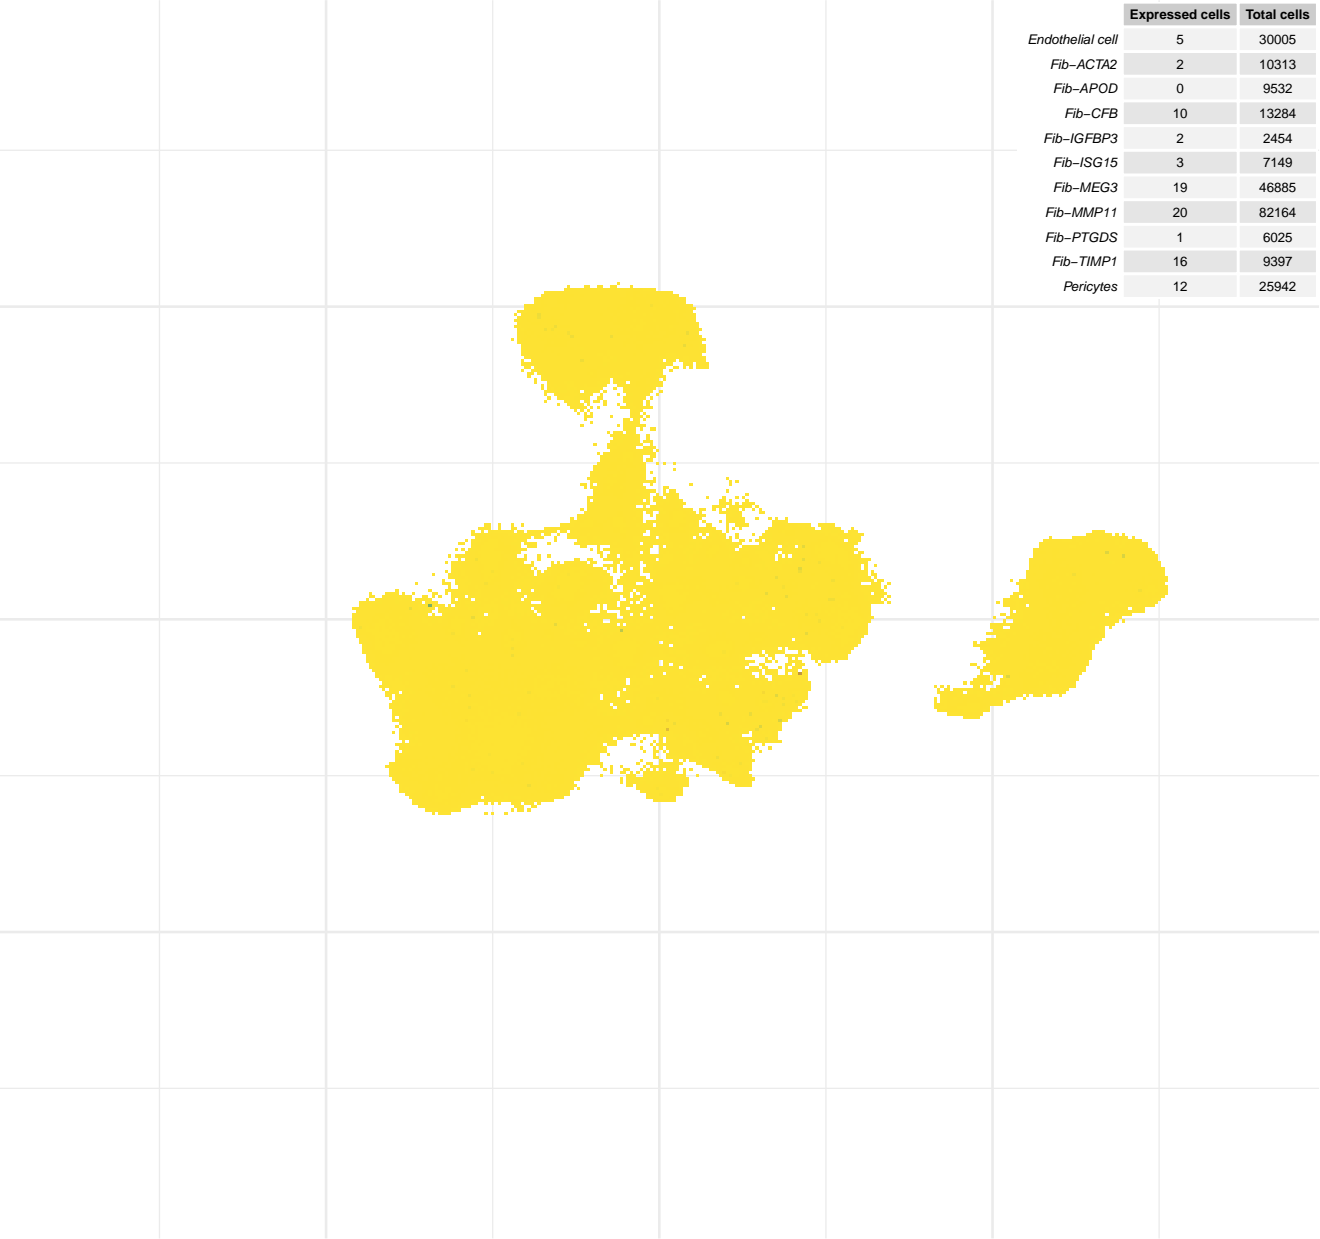 Expressed cells Total cells
Endothelial cell 5 30005
Fib−ACTA2 2 10313
Fib−APOD 0 9532
Fib−CFB 10 13284
Fib−IGFBP3 2 2454
Fib−ISG15 3 7149
Fib−MEG3 19 46885
Fib−MMP11 20 82164
Fib−PTGDS 1 6025
Fib−TIMP1 16 9397
Pericytes 12 25942